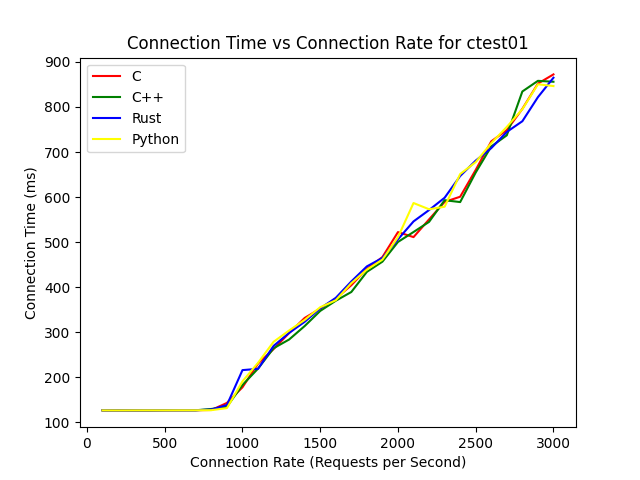 Connection Time vs Connection Rate for ctest01
Connection Time (ms)
900
800
700
600
500
400
300
200
100
C
C++
Rust
Python
0
500
1000
1500
2000
2500
3000
Connection Rate (Requests per Second)